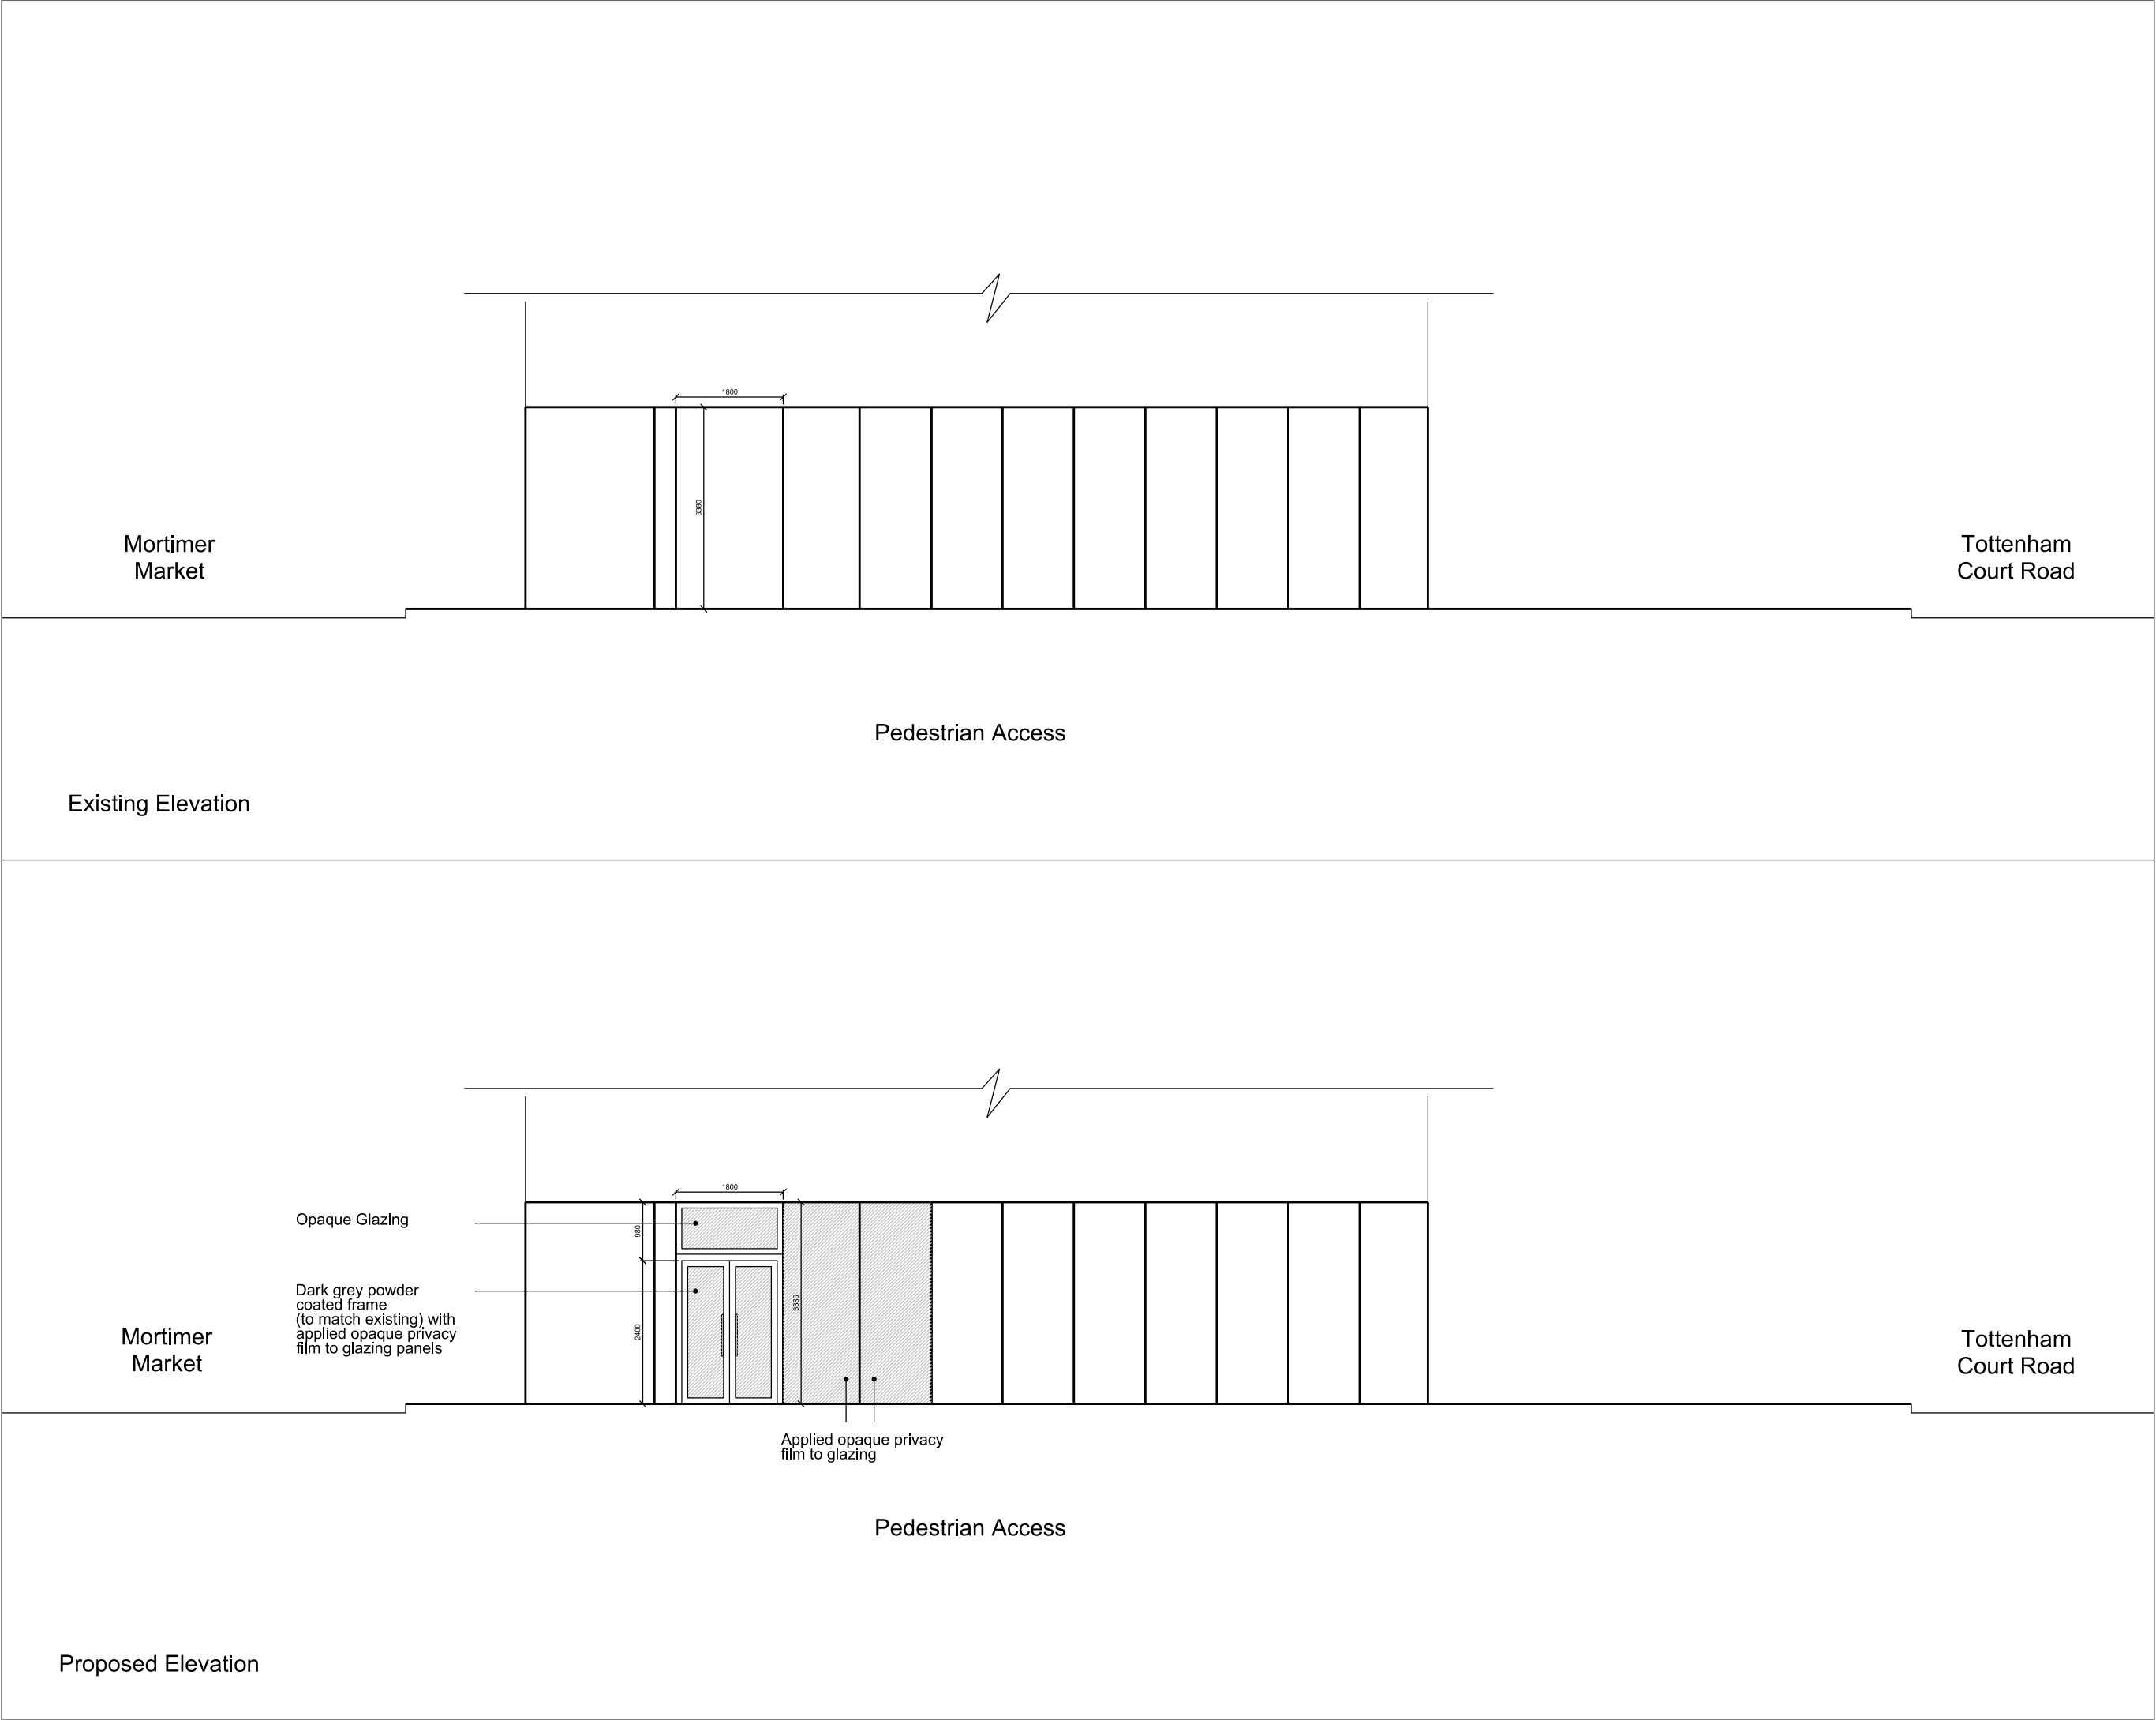 1800
3380
Mortimer
Market
Tottenham
Court Road
Pedestrian Access
Existing Elevation
1800
Opaque Glazing
980
Dark grey powder
coated frame
(to match existing) with
applied opaque privacy
film to glazing panels
3380
2400
Mortimer
Market
Tottenham
Court Road
Applied opaque privacy
film to glazing
Pedestrian Access
Proposed Elevation